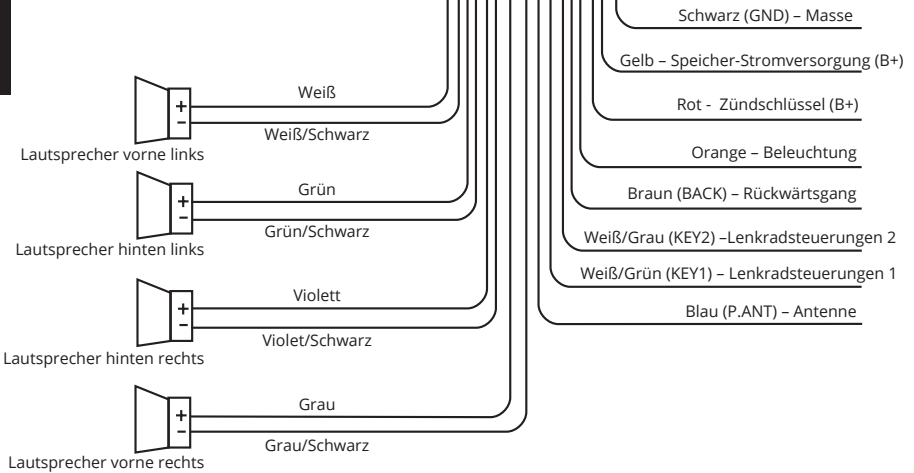 Weiß
Weiß/Schwarz
Lautsprecher vorne links
Grün
Grün/Schwarz
Lautsprecher hinten links
Violett
Violet/Schwarz
Lautsprecher hinten rechts
Grau
Grau/Schwarz
Lautsprecher vorne rechts
Schwarz (GND) – Masse
Gelb – Speicher-Stromversorgung (B+)
Rot - Zündschlüssel (B+)
Orange – Beleuchtung
Braun (BACK) – Rückwärtsgang
Weiß/Grau (KEY2) –Lenkradsteuerungen 2
Weiß/Grün (KEY1) – Lenkradsteuerungen 1
Blau (P.ANT) – Antenne